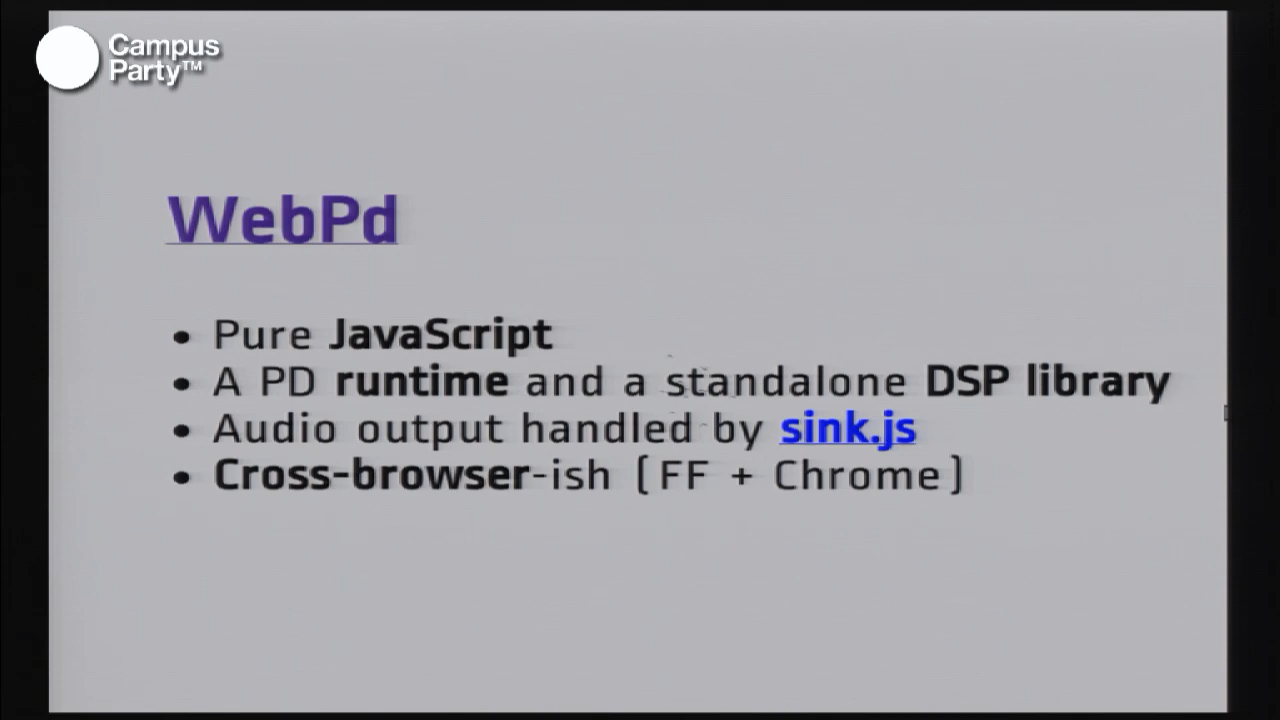 Campus
Party™
WebPd
• Pure JavaScript
• A PD runtime and a standalone DSP library
• Audio output handled by sink.js
• Cross-browser-ish (FF + Chrome)